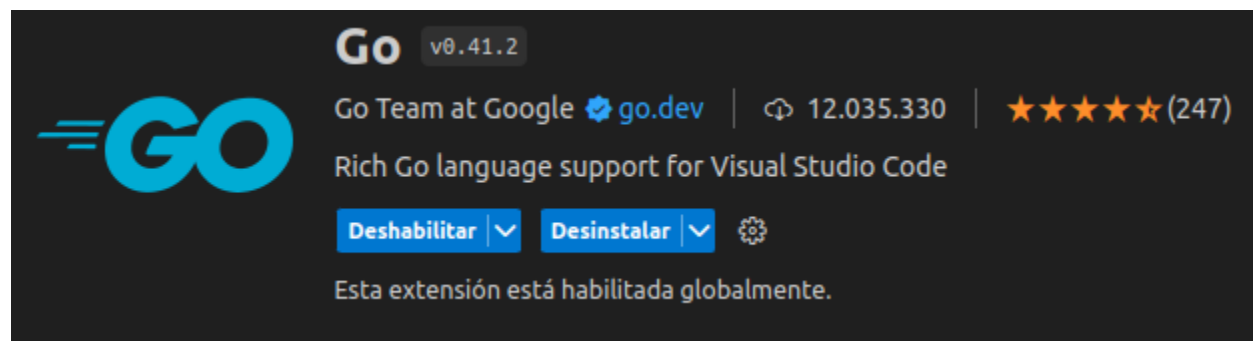 GO
Go v0.41.2
Go Team at Google go.dev | 12.035.330 | (247)
Rich Go language support for Visual Studio Code
Deshabilitar Desinstalar
Esta extensión está habilitada globalmente.